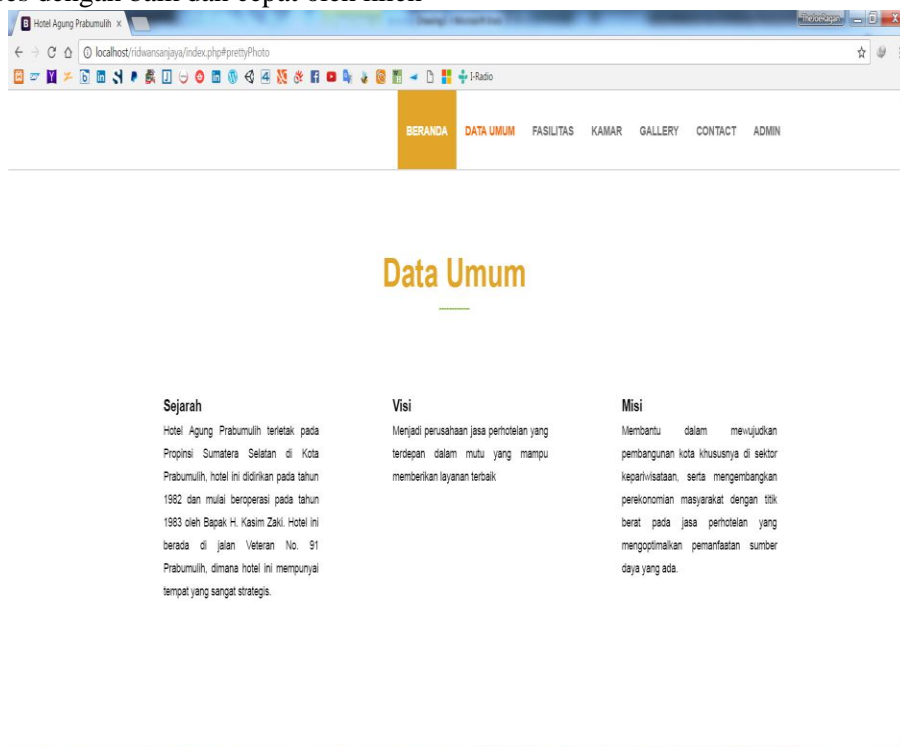 dengan baik dan cepat oleh
Hotel Agung Prabumulih
localhost/ridwansanjaya/index.php#prettyPhoto
I-Radio
BERANDA DATA UMUM FASILITAS KAMAR GALLERY CONTACT ADMIN
Data Umum
Sejarah
Hotel Agung Prabumulih terletak pada
Propinsi Sumatera Selatan di Kota
Prabumulih, hotel ini didirikan pada tahun
1982 dan mulai beroperasi pada tahun
1983 oleh Bapak H. Kasim Zaki. Hotel ini
berada di jalan Veteran No. 91
Prabumulih, dimana hotel ini mempunyai
tempat yang sangat strategis.
Visi
Menjadi perusahaan jasa perhotelan yang
terdepan dalam mutu yang mampu
memberikan layanan terbaik
Misi
Membantu dalam mewujudkan
pembangunan kota khususnya di sektor
kepariwisataan, serta mengembangkan
perekonomian masyarakat dengan titik
berat pada jasa perhotelan yang
mengoptimalkan pemanfaatan sumber
daya yang ada.